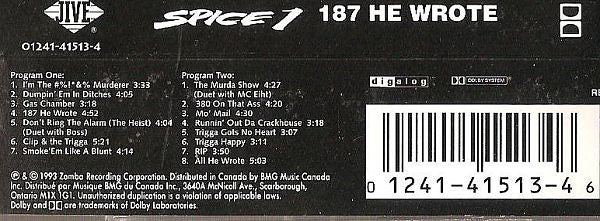 JIVE
SPICE 1 187 HE WROTE
01241-41513-4
Program One:
1. I'm The #%!*&% Murderer 3:33
2. Dumpin' Em In Ditches 4:05
3. Gas Chamber 3:18
4. 187 He Wrote 4:52
5. Don't Ring The Alarm (The Heist) 4:04
(Duet with Boss)
6. Clip & the Trigga 5:21
7. Smoke'Em Like A Blunt 4:14
Program Two:
1. The Murda Show 4:27
(Duet with MC Eiht)
2. 380 On That Ass 4:20
3. Mo' Mail 4:30
4. Runnin' Out Da Crackhouse 3:18
5. Trigga Gots No Heart 3:07
6. Trigga Happy 3:11
7. RIP 3:50
8. All He Wrote 5:03
digalog DOLBY SYSTEM
RE
℗ & © 1993 Zomba Recording Corporation. Distributed in Canada by BMG Music Canada
Inc. Distribué par Musique BMG du Canada Inc., 3640A McNicoll Ave., Scarborough,
Ontario M1X 1G1. Unauthorized duplication is a violation of applicable laws.
Dolby and are trademarks of Dolby Laboratories.
0 1241-41513-4 6